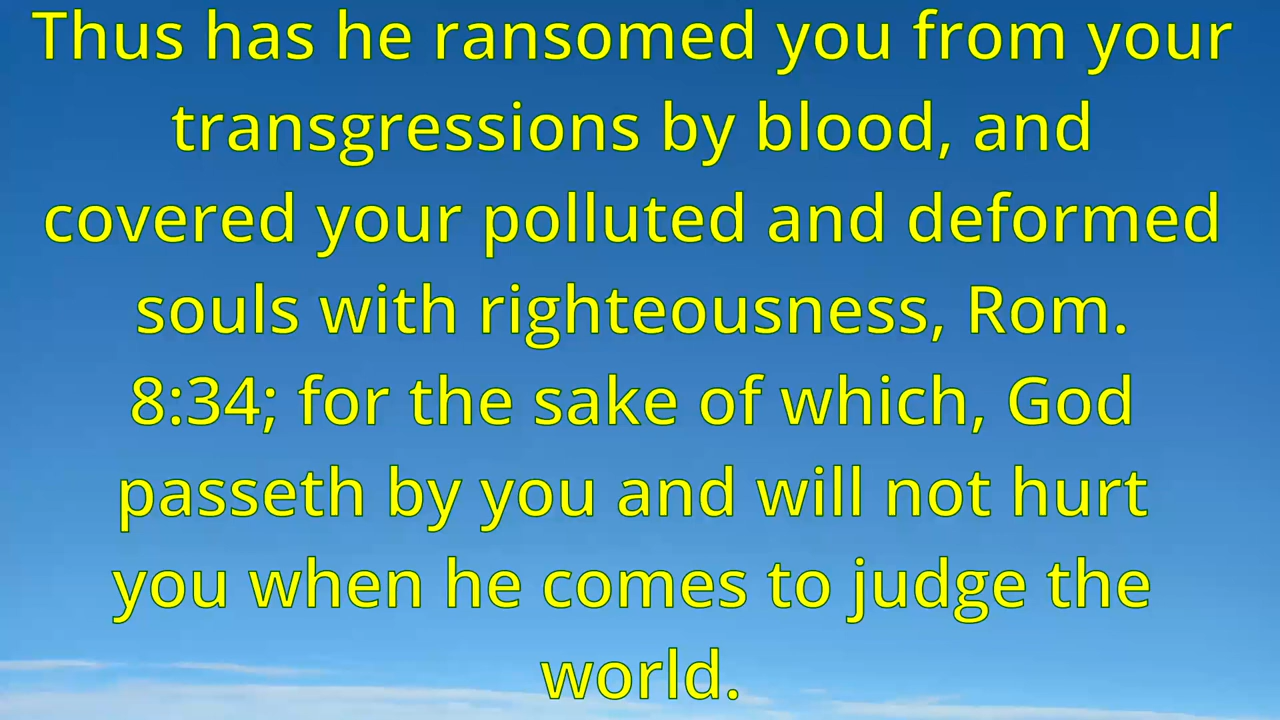 Thus has he ransomed you from your
transgressions by blood, and
covered your polluted and deformed
souls with righteousness, Rom.
8:34; for the sake of which, God
passeth by you and will not hurt
you when he comes to judge the
world.